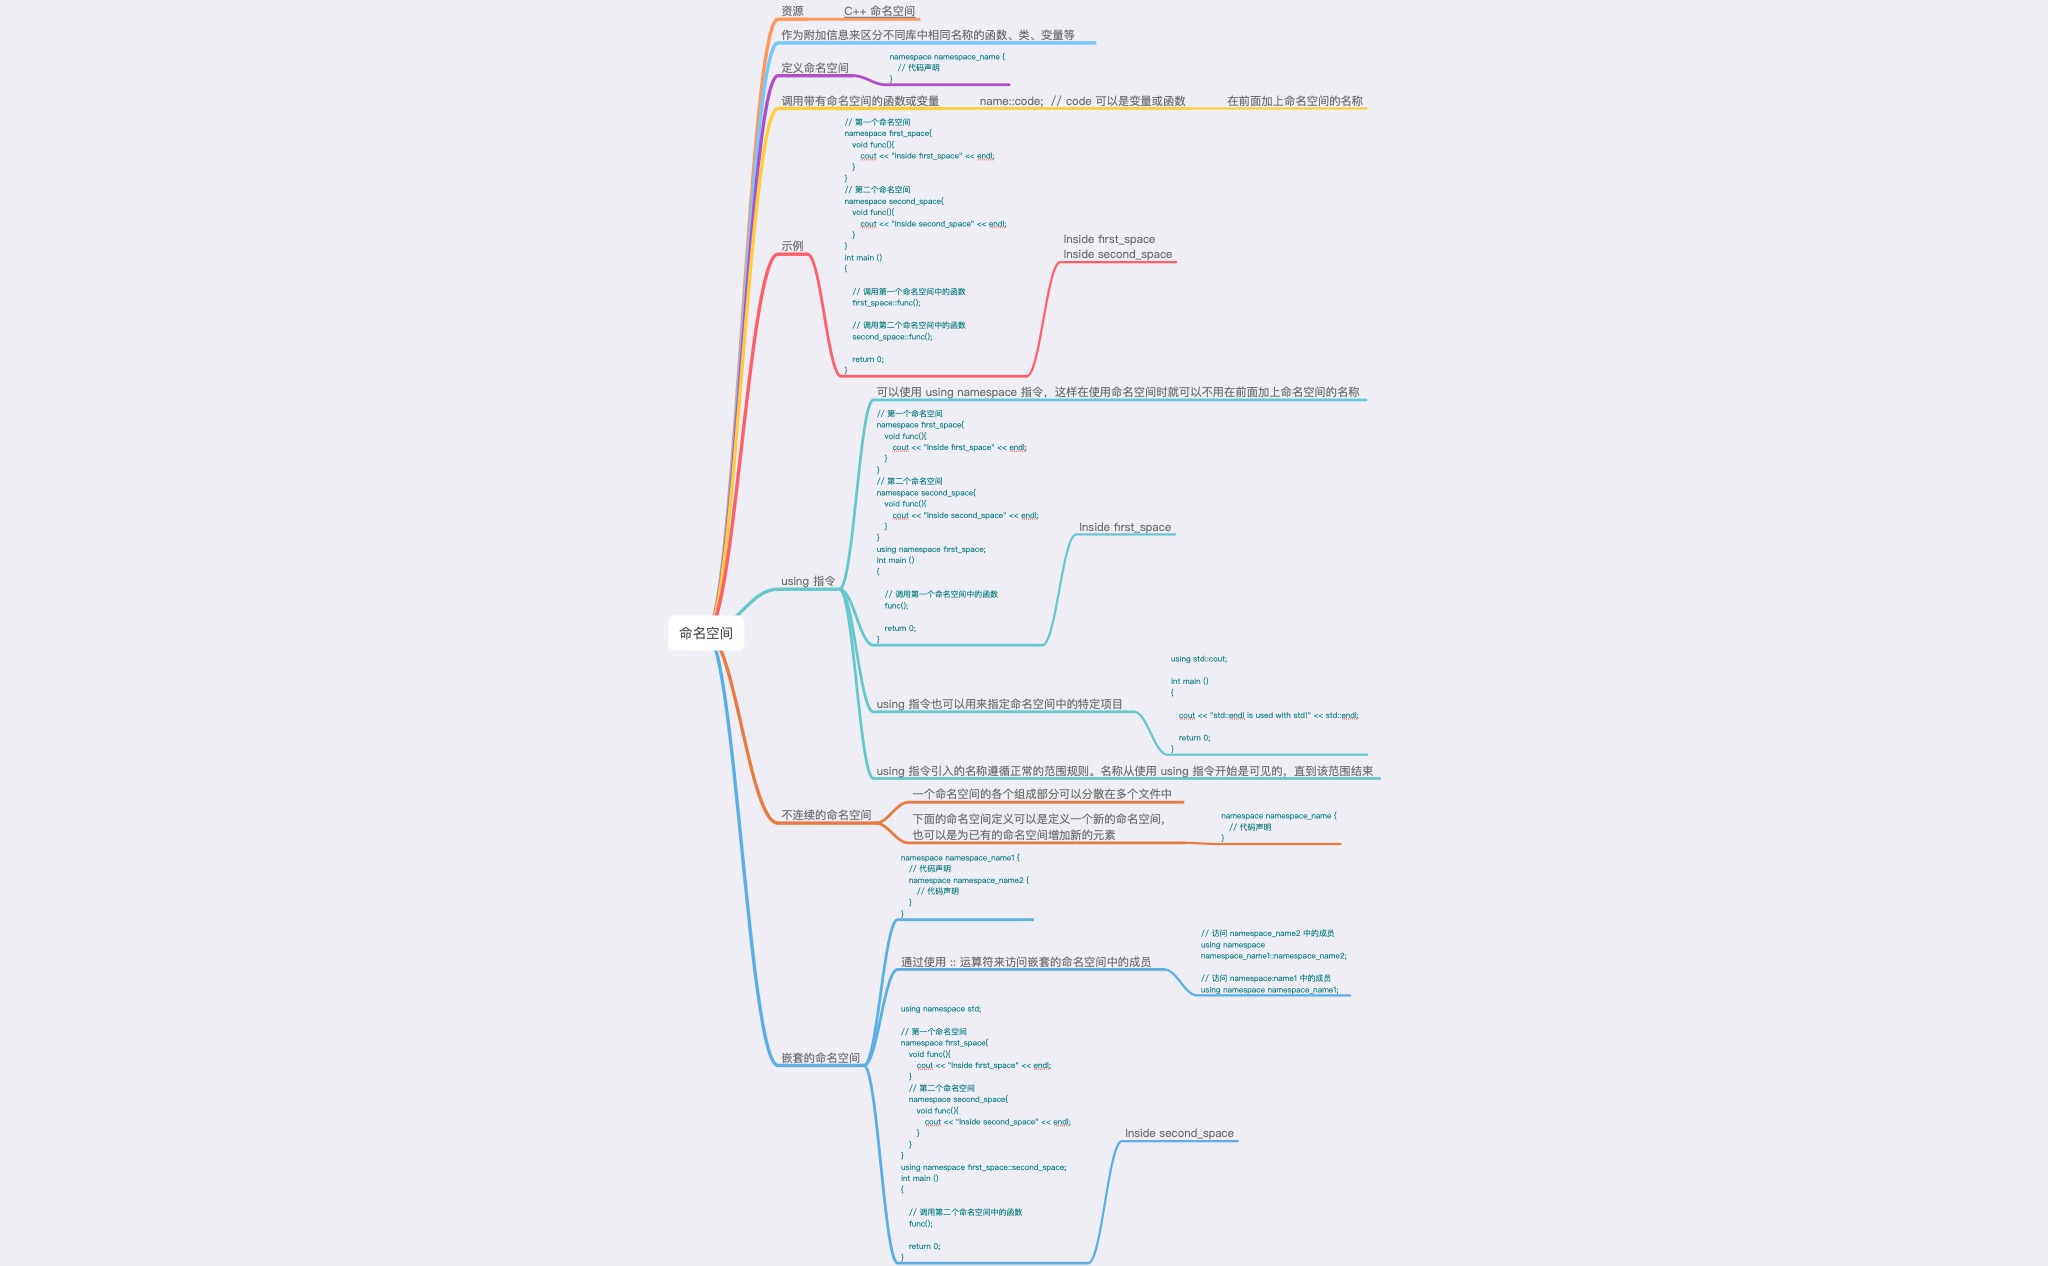 资源
C++ 命名空间
作为附加信息来区分不同库中相同名称的函数、类、变量等
定义命名空间
namespace namespace_name {
// 代码声明
}
调用带有命名空间的函数或变量
name::code;  // code 可以是变量或函数
在前面加上命名空间的名称
示例
// 第一个命名空间
namespace first_space{
void func(){
cout << "Inside first_space" << endl;
}
}
// 第二个命名空间
namespace second_space{
void func(){
cout << "Inside second_space" << endl;
}
}
int main ()
{
// 调用第一个命名空间中的函数
first_space::func();
// 调用第二个命名空间中的函数
second_space::func();
return 0;
}
Inside first_space
Inside second_space
命名空间
using 指令
可以使用 using namespace 指令，这样在使用命名空间时就可以不用在前面加上命名空间的名称
// 第一个命名空间
namespace first_space{
void func(){
cout << "Inside first_space" << endl;
}
}
// 第二个命名空间
namespace second_space{
void func(){
cout << "Inside second_space" << endl;
}
}
using namespace first_space;
int main ()
{
// 调用第一个命名空间中的函数
func();
return 0;
}
Inside first_space
using 指令也可以用来指定命名空间中的特定项目
using std::cout;
int main ()
{
cout << "std::endl is used with std!" << std::endl;
return 0;
}
using 指令引入的名称遵循正常的范围规则。名称从使用 using 指令开始是可见的，直到该范围结束
不连续的命名空间
一个命名空间的各个组成部分可以分散在多个文件中
下面的命名空间定义可以是定义一个新的命名空间，
也可以是为已有的命名空间增加新的元素
namespace namespace_name {
// 代码声明
}
嵌套的命名空间
namespace namespace_name1 {
// 代码声明
namespace namespace_name2 {
// 代码声明
}
}
通过使用 :: 运算符来访问嵌套的命名空间中的成员
// 访问 namespace_name2 中的成员
using namespace
namespace_name1::namespace_name2;
// 访问 namespace:name1 中的成员
using namespace namespace_name1;
using namespace std;
// 第一个命名空间
namespace first_space{
void func(){
cout << "Inside first_space" << endl;
}
// 第二个命名空间
namespace second_space{
void func(){
cout << "Inside second_space" << endl;
}
}
}
using namespace first_space::second_space;
int main ()
{
// 调用第二个命名空间中的函数
func();
return 0;
}
Inside second_space